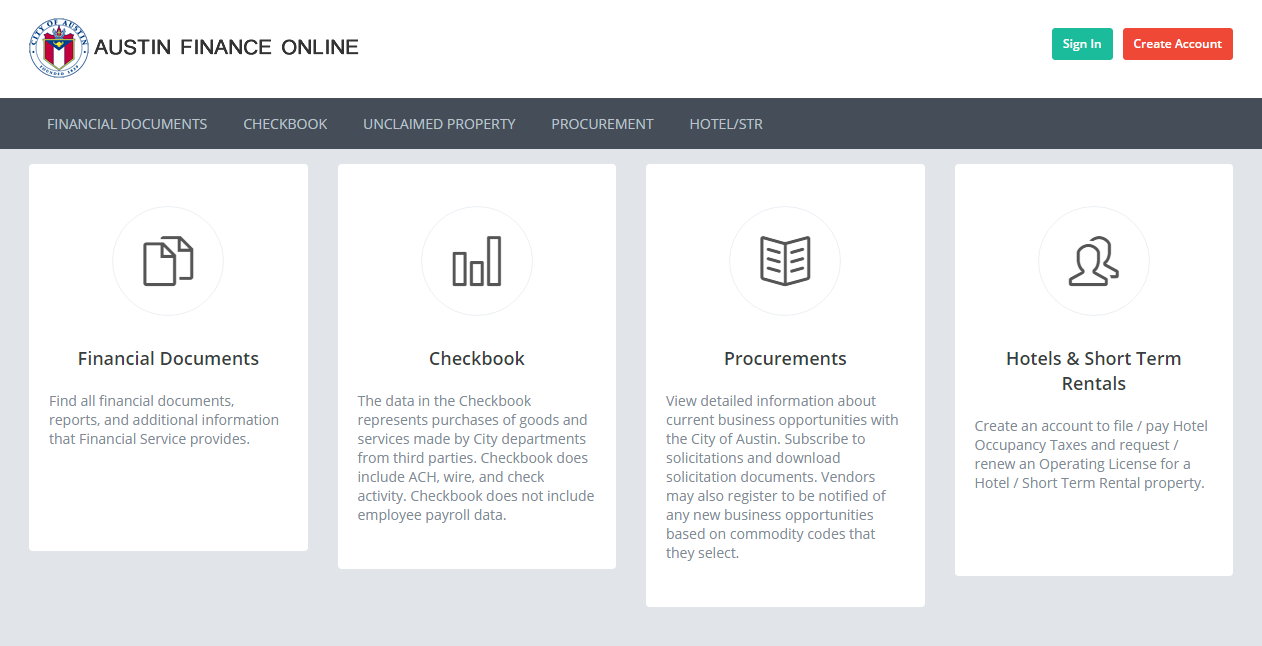 CITY OF AUSTIN
FOUNDED 1839
AUSTIN FINANCE ONLINE
Sign In
Create Account
FINANCIAL DOCUMENTS
CHECKBOOK
UNCLAIMED PROPERTY
PROCUREMENT
HOTEL/STR
Financial Documents
Find all financial documents,
reports, and additional information
that Financial Service provides.
Checkbook
The data in the Checkbook
represents purchases of goods and
services made by City departments
from third parties. Checkbook does
include ACH, wire, and check
activity. Checkbook does not include
employee payroll data.
Procurements
View detailed information about
current business opportunities with
the City of Austin. Subscribe to
solicitations and download
solicitation documents. Vendors
may also register to be notified of
any new business opportunities
based on commodity codes that
they select.
Hotels & Short Term
Rentals
Create an account to file / pay Hotel
Occupancy Taxes and request /
renew an Operating License for a
Hotel / Short Term Rental property.